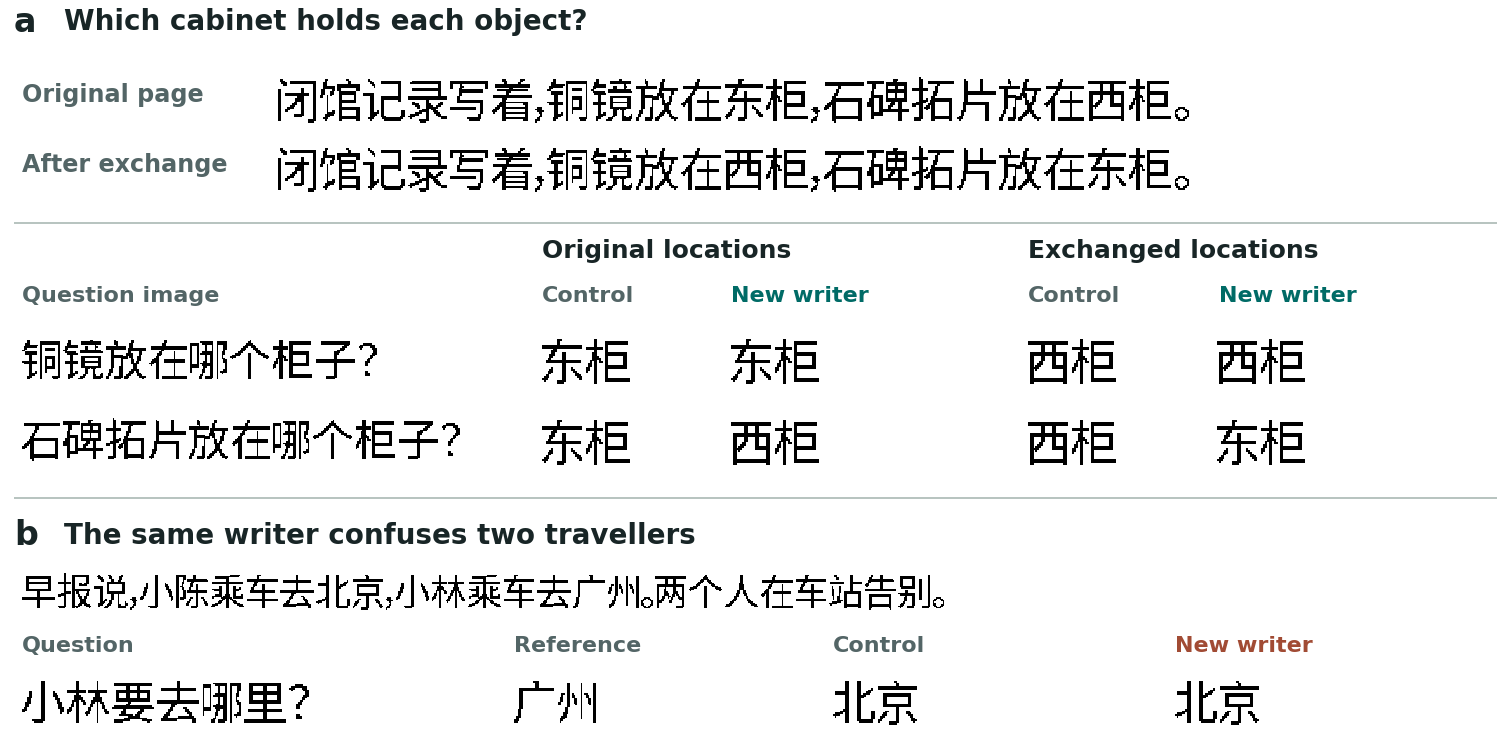 a Which cabinet holds each object?
Original page 闭馆记录写着,铜镜放在东柜,石碑拓片放在西柜。
After exchange 闭馆记录写着,铜镜放在西柜,石碑拓片放在东柜。
Original locations Exchanged locations
Question image Control New writer Control New writer
铜镜放在哪个柜子? 东柜 东柜 西柜 西柜
石碑拓片放在哪个柜子? 东柜 西柜 西柜 东柜
b The same writer confuses two travellers
早报说,小陈乘车去北京,小林乘车去广州。两个人在车站告别。
Question Reference Control New writer
小林要去哪里? 广州 北京 北京